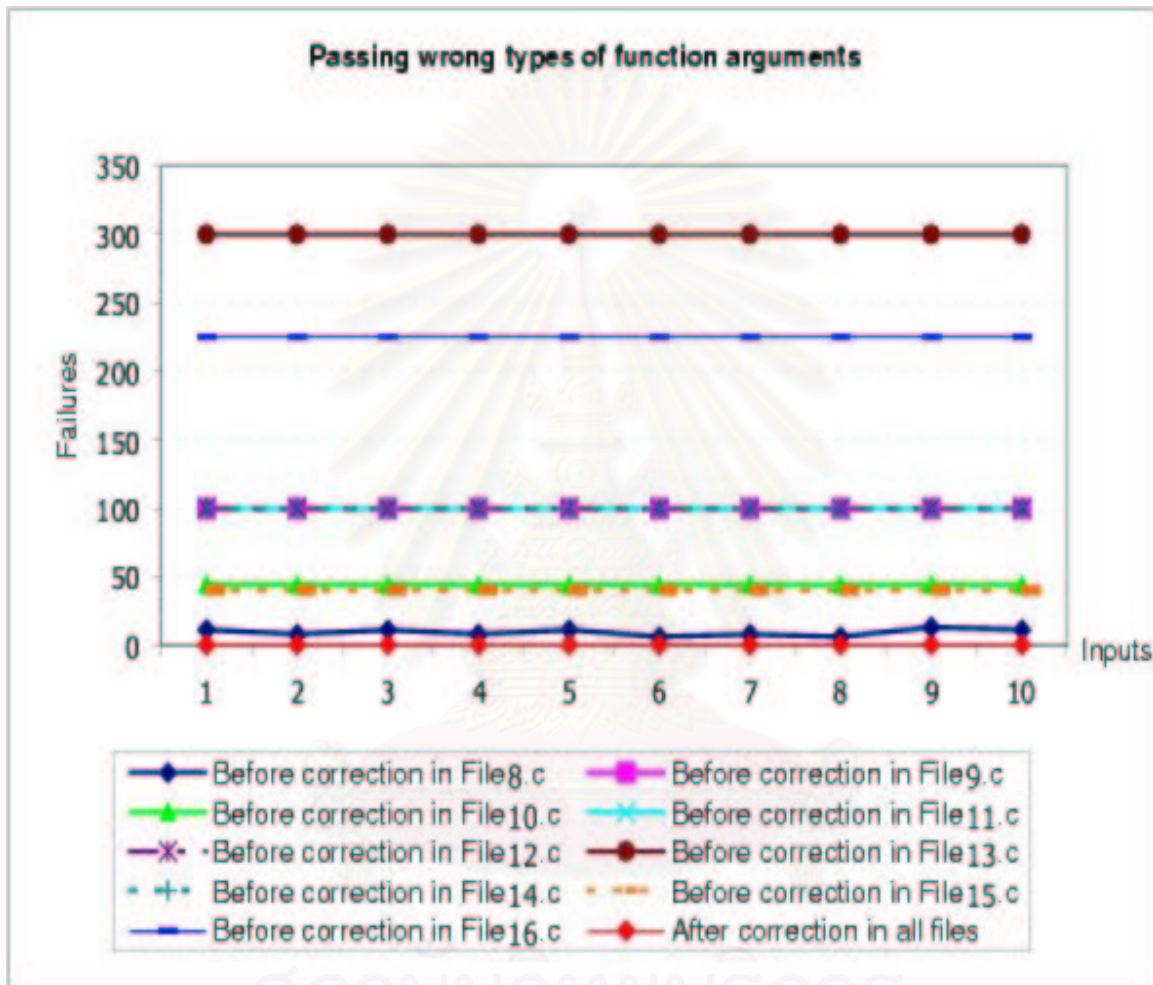 Passing wrong types of function arguments
350
300
250
200
150
100
50
0
Failures
1 2 3 4 5 6 7 8 9 10
Inputs
Before correction in File8.c
Before correction in File9.c
Before correction in File10.c
Before correction in File11.c
Before correction in File12.c
Before correction in File13.c
Before correction in File14.c
Before correction in File15.c
Before correction in File16.c
After correction in all files